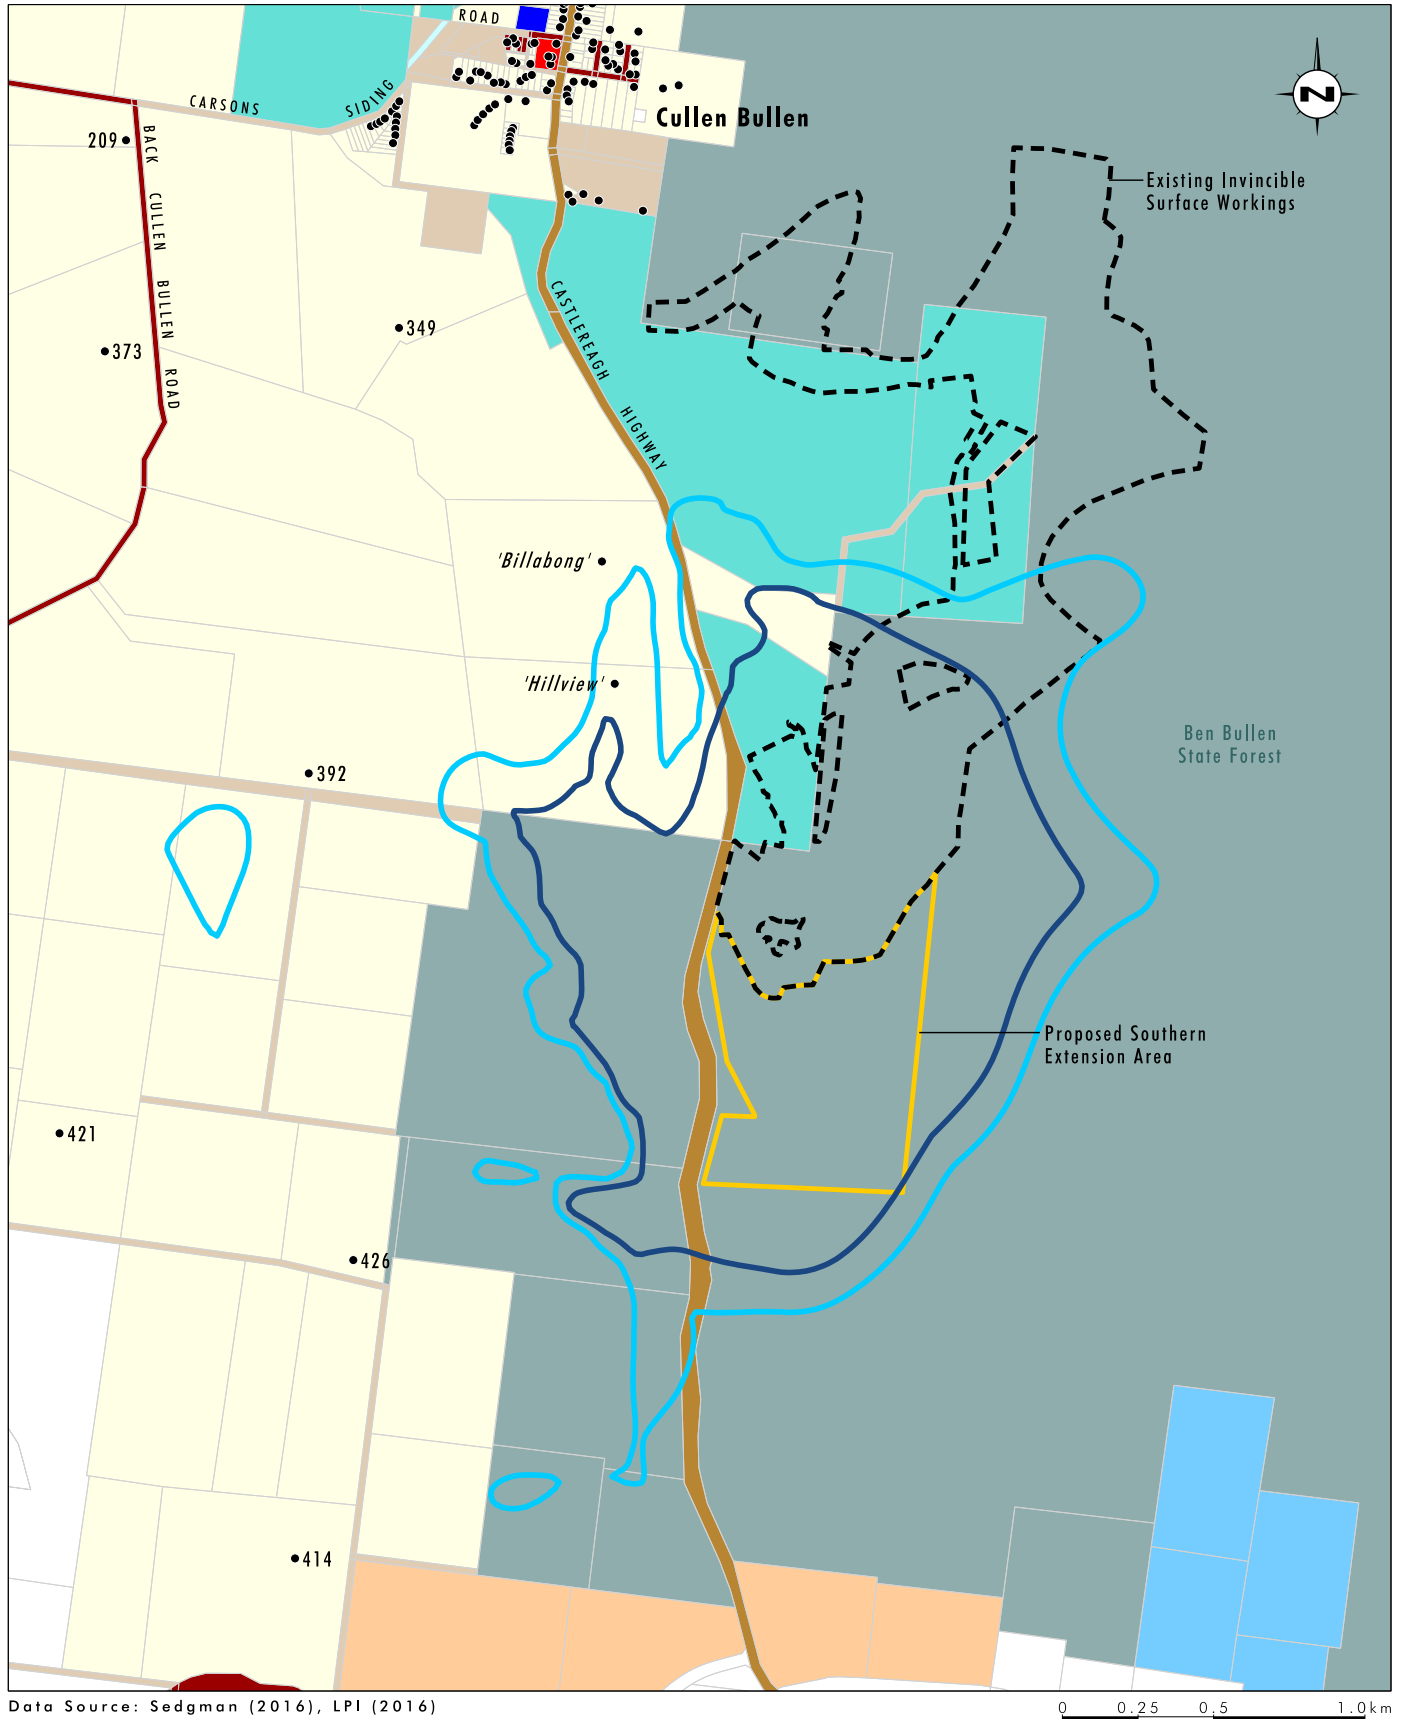 ROAD
CARSONS
SIDING
Cullen Bullen
N
209
BACK CULLEN BULLEN ROAD
Existing Invincible
Surface Workings
349
373
CASTLEREAGH HIGHWAY
'Billabong'
'Hillview'
Ben Bullen
State Forest
392
Proposed Southern
Extension Area
421
426
414
Data Source: Sedgman (2016), LPI (2016)
0 0.25 0.5 1.0km